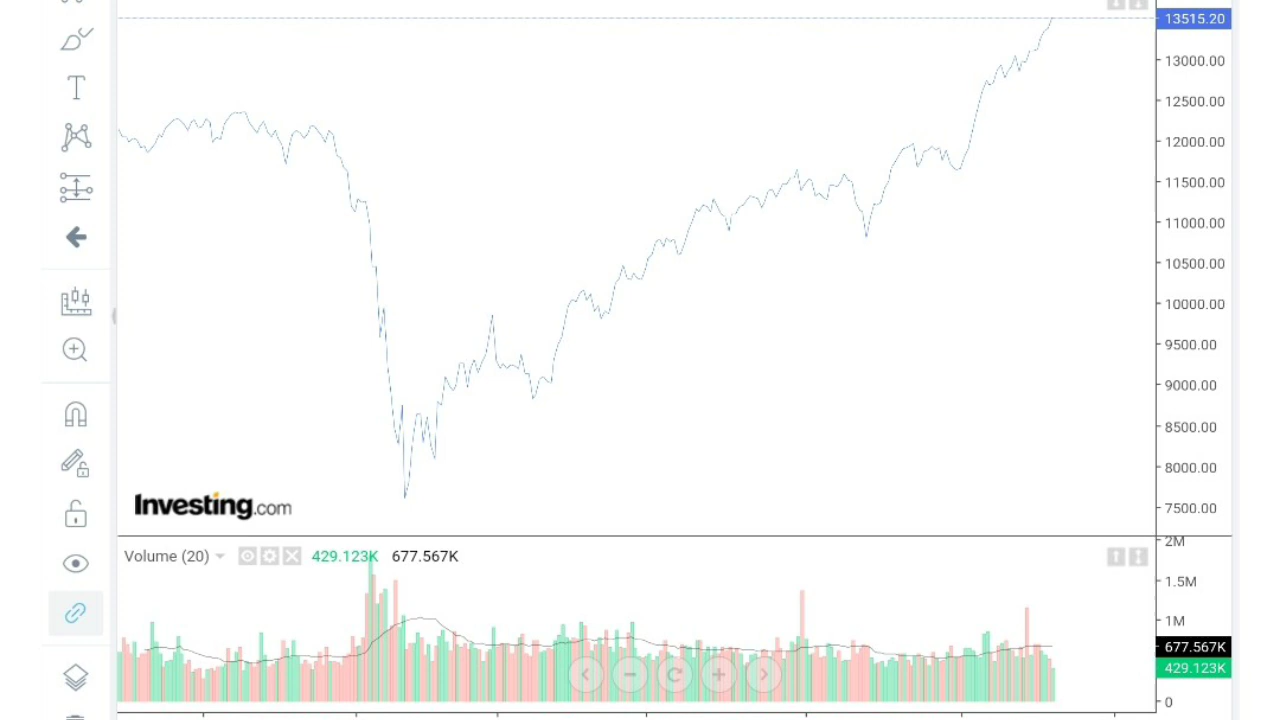 13515.20
13000.00
12500.00
12000.00
11500.00
11000.00
10500.00
10000.00
9500.00
9000.00
8500.00
8000.00
7500.00
Investing.com
Volume (20) 429.123K 677.567K
2M
1.5M
1M
677.567K
429.123K
0